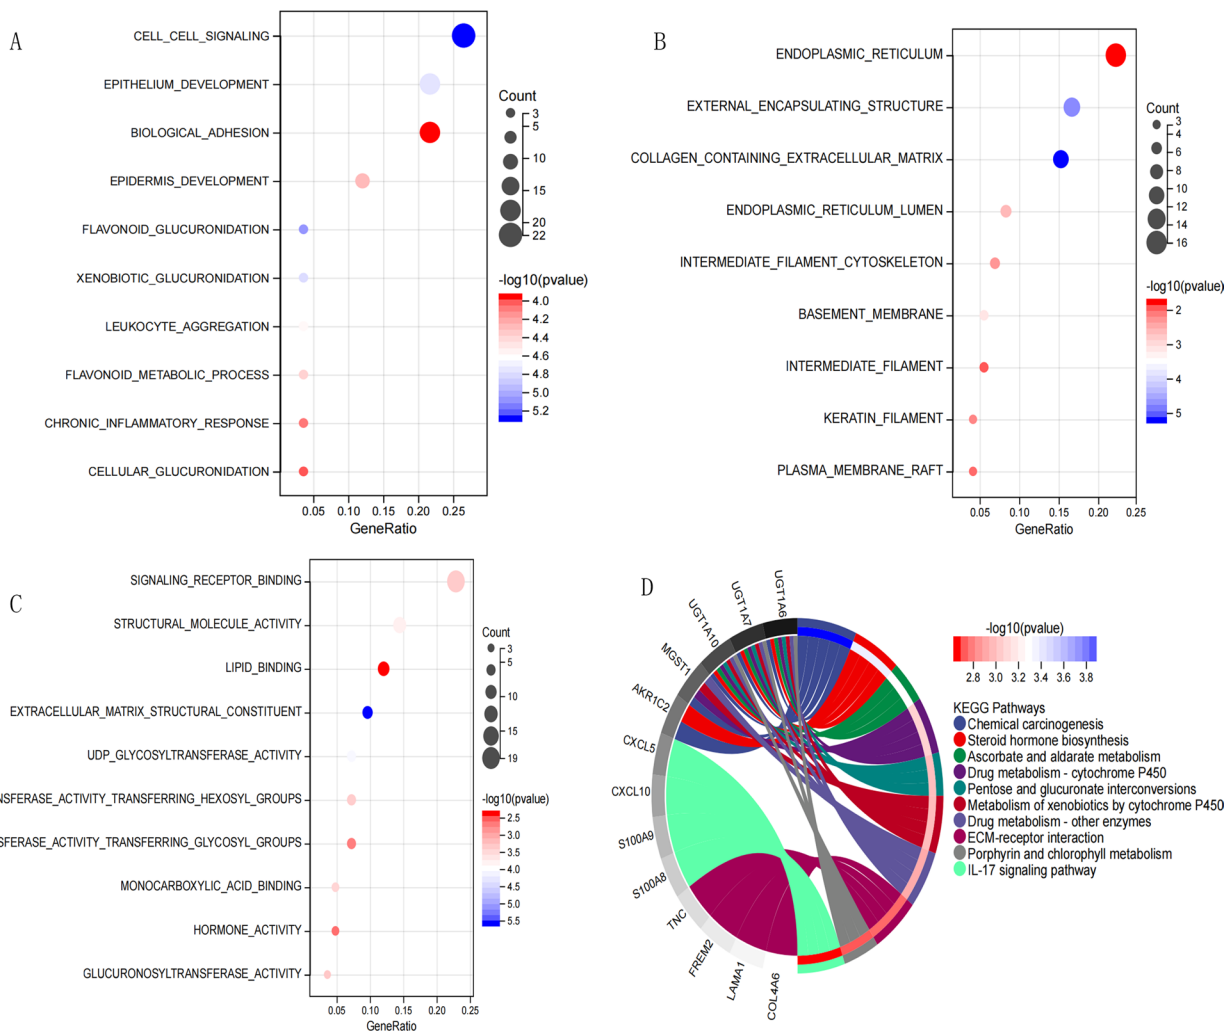 A
CELL_CELL_SIGNALING
EPITHELIUM_DEVELOPMENT
BIOLOGICAL_ADHESION
EPIDERMIS_DEVELOPMENT
FLAVONOID_GLUCURONIDATION
XENOBIOTIC_GLUCURONIDATION
LEUKOCYTE_AGGREGATION
FLAVONOID_METABOLIC_PROCESS
CHRONIC_INFLAMMATORY_RESPONSE
CELLULAR_GLUCURONIDATION
0.05 0.10 0.15 0.20 0.25
GeneRatio
Count
3
5
10
15
20
22
-log10(pvalue)
4.0
4.2
4.4
4.6
4.8
5.0
5.2
B
ENDOPLASMIC_RETICULUM
EXTERNAL_ENCAPSULATING_STRUCTURE
COLLAGEN_CONTAINING_EXTRACELLULAR_MATRIX
ENDOPLASMIC_RETICULUM_LUMEN
INTERMEDIATE_FILAMENT_CYTOSKELETON
BASEMENT_MEMBRANE
INTERMEDIATE_FILAMENT
KERATIN_FILAMENT
PLASMA_MEMBRANE_RAFT
0.05 0.10 0.15 0.20 0.25
GeneRatio
Count
3
4
6
8
10
12
14
16
-log10(pvalue)
2
3
4
5
C
SIGNALING_RECEPTOR_BINDING
STRUCTURAL_MOLECULE_ACTIVITY
LIPID_BINDING
EXTRACELLULAR_MATRIX_STRUCTURAL_CONSTITUENT
UDP_GLYCOSYLTRANSFERASE_ACTIVITY
NSFERASE_ACTIVITY_TRANSFERRING_HEXOSYL_GROUPS
SFERASE_ACTIVITY_TRANSFERRING_GLYCOSYL_GROUPS
MONOCARBOXYLIC_ACID_BINDING
HORMONE_ACTIVITY
GLUCURONOSYLTRANSFERASE_ACTIVITY
0.05 0.10 0.15 0.20 0.25
GeneRatio
Count
3
5
10
15
19
-log10(pvalue)
2.5
3.0
3.5
4.0
4.5
5.0
5.5
D
UGT1A6
UGT1A7
UGT1A10
MGST1
AKR1C2
CXCL5
CXCL10
S100A9
S100A8
TNC
FREM2
LAMA1
COL4A6
-log10(pvalue)
2.8 3.0 3.2 3.4 3.6 3.8
KEGG Pathways
Chemical carcinogenesis
Steroid hormone biosynthesis
Ascorbate and aldarate metabolism
Drug metabolism - cytochrome P450
Pentose and glucuronate interconversions
Metabolism of xenobiotics by cytochrome P450
Drug metabolism - other enzymes
ECM-receptor interaction
Porphyrin and chlorophyll metabolism
IL-17 signaling pathway